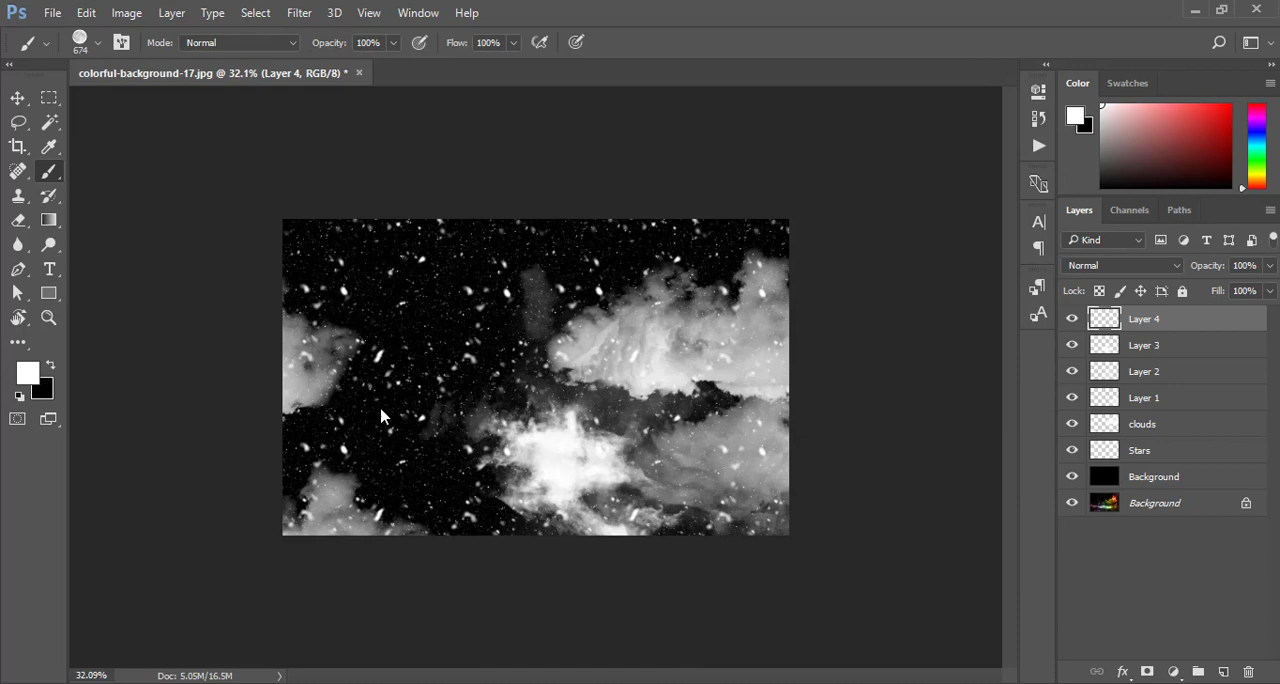 Ps File Edit Image Layer Type Select Filter 3D View Window Help
674 Mode: Normal Opacity: 100% Flow: 100%
colorful-background-17.jpg @ 32.1% (Layer 4, RGB/8) *
Color Swatches
Layers Channels Paths
Kind
Normal Opacity: 100%
Lock: Fill: 100%
Layer 4
Layer 3
Layer 2
Layer 1
clouds
Stars
Background
Background
32.09% Doc: 5.05M/16.5M